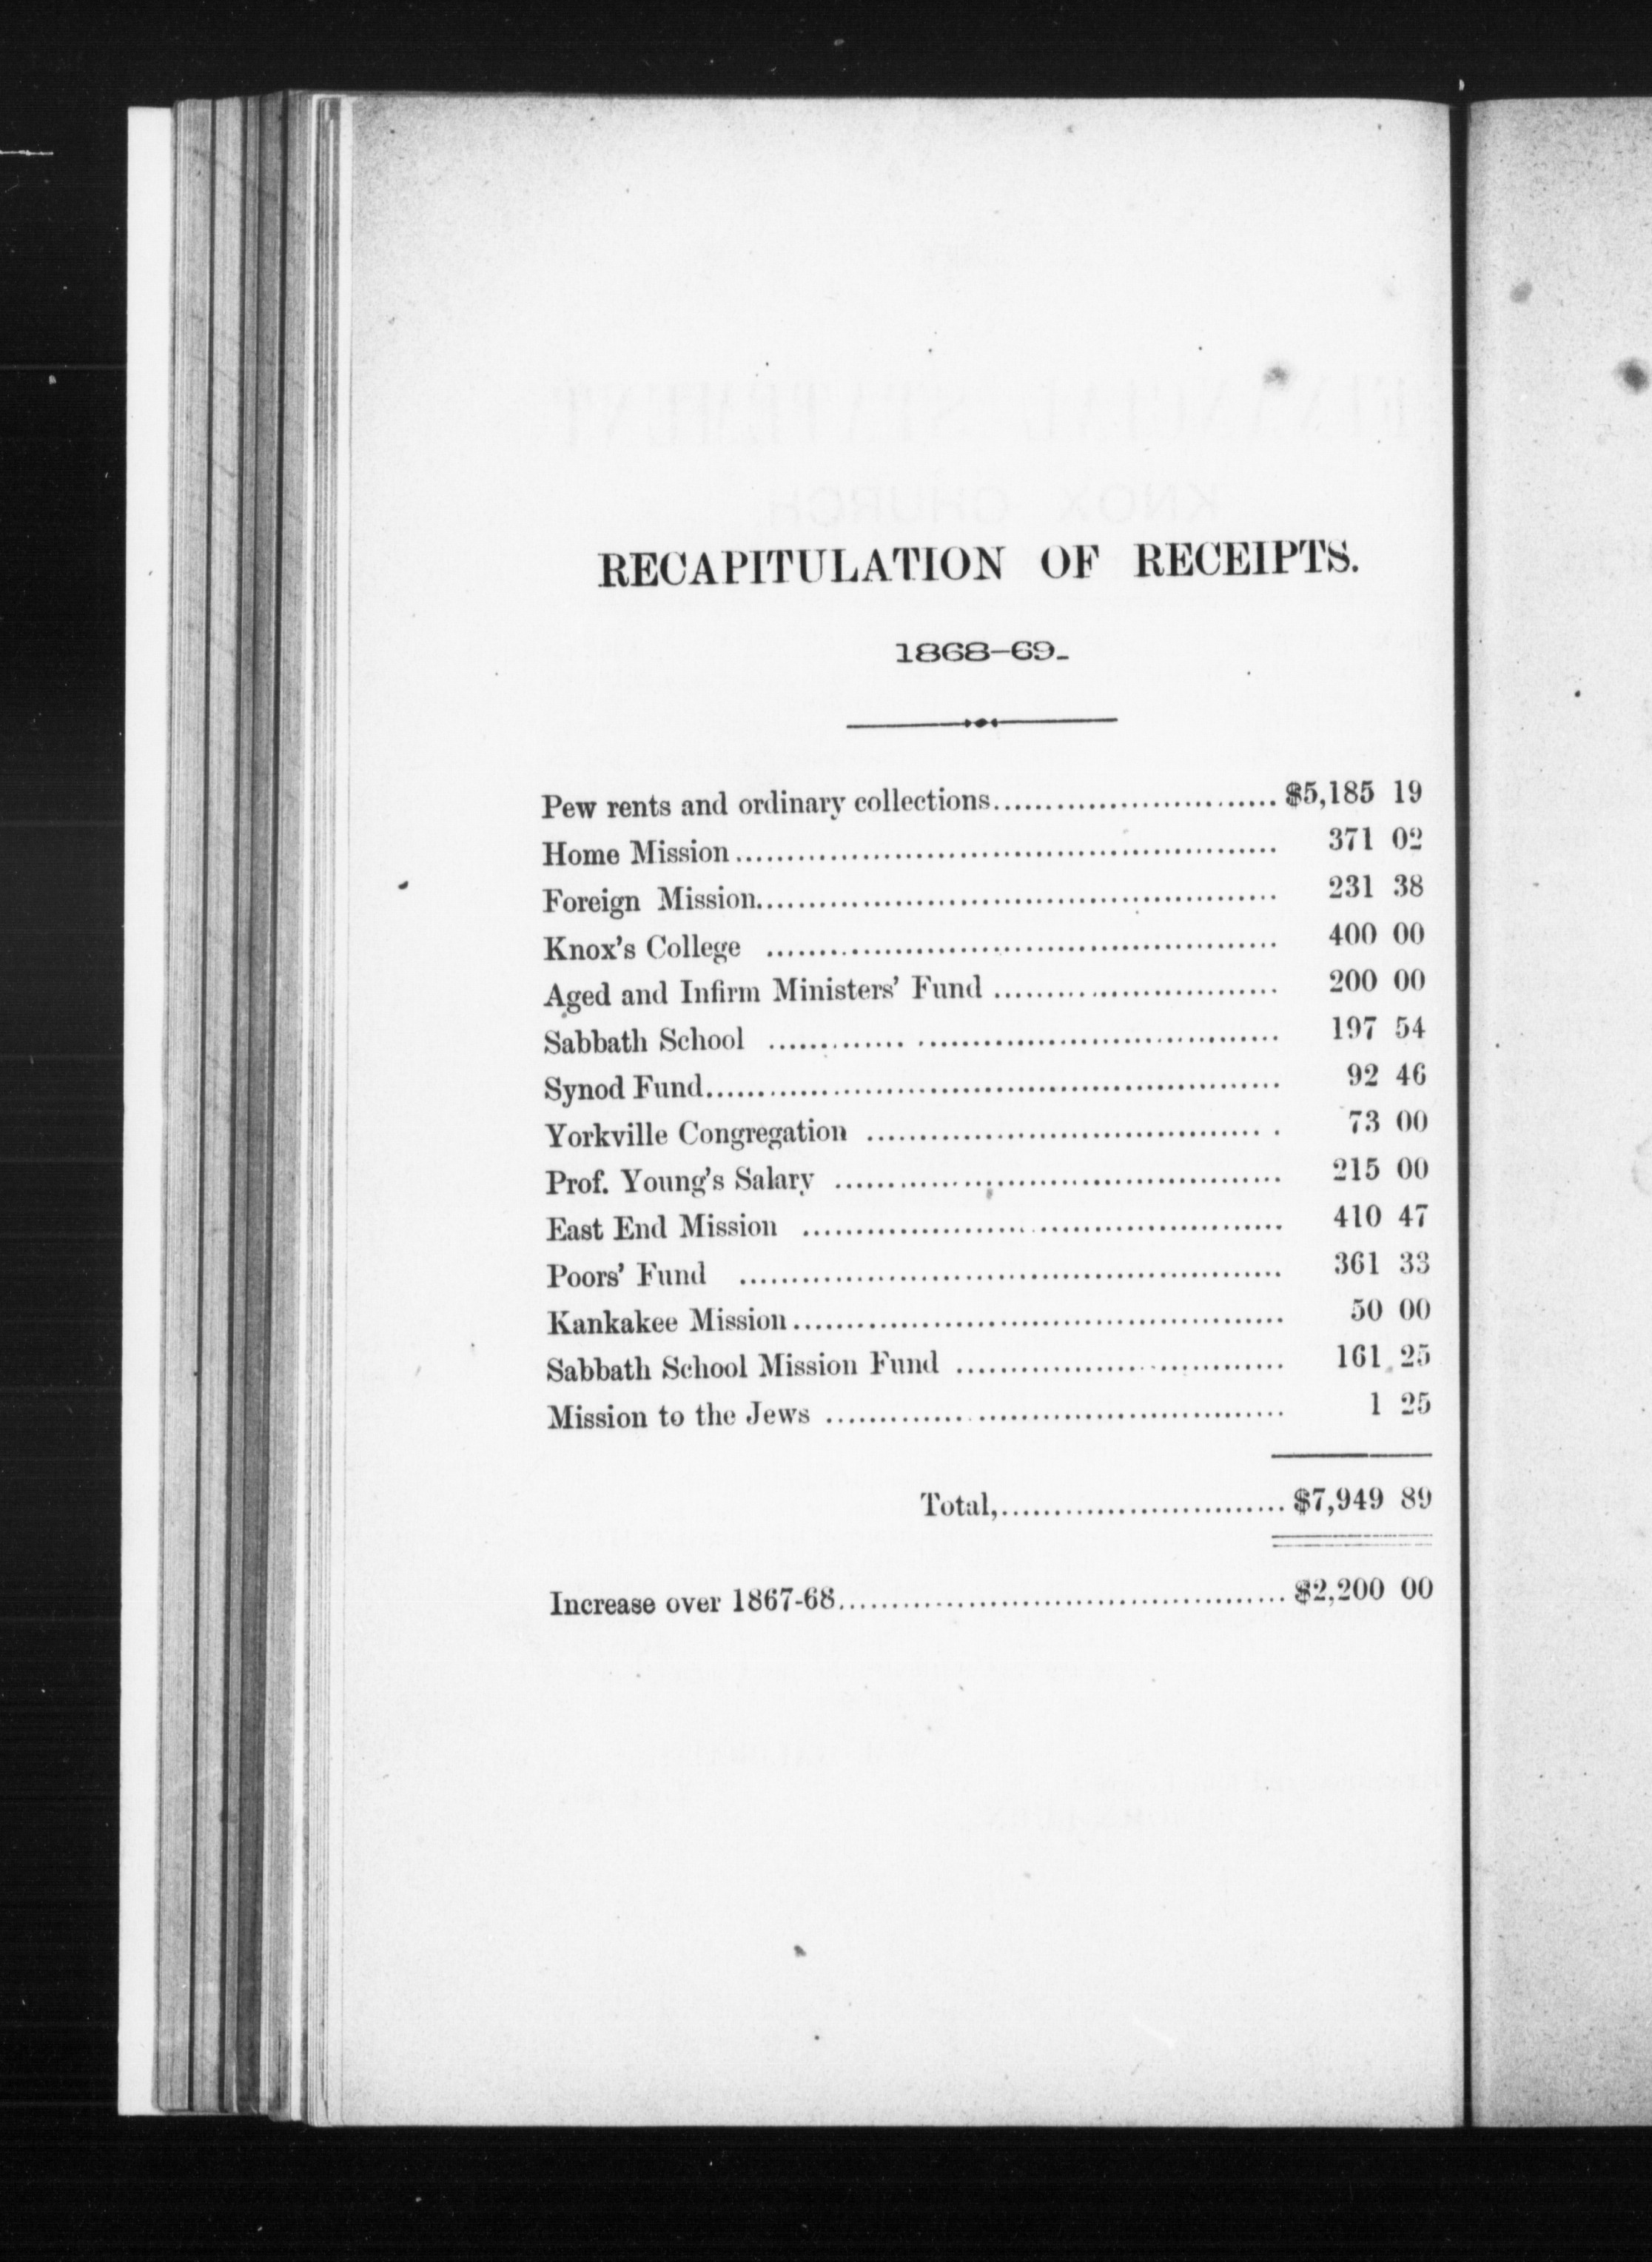 RECAPITULATION OF RECEIPTS.
1868-69.
Pew rents and ordinary collections........................... $5,185 19
Home Mission..................................................... 371 02
Foreign Mission.................................................. 231 38
Knox's College .................................................. 400 00
Aged and Infirm Ministers' Fund ............................ 200 00
Sabbath School .................................................. 197 54
Synod Fund........................................................ 92 46
Yorkville Congregation ........................................ 73 00
Prof. Young's Salary ........................................... 215 00
East End Mission ............................................... 410 47
Poors' Fund ..................................................... 361 33
Kankakee Mission................................................ 50 00
Sabbath School Mission Fund ................................ 161 25
Mission to the Jews ............................................. 1 25
Total,........................... $7,949 89
Increase over 1867-68........................................... $2,200 00